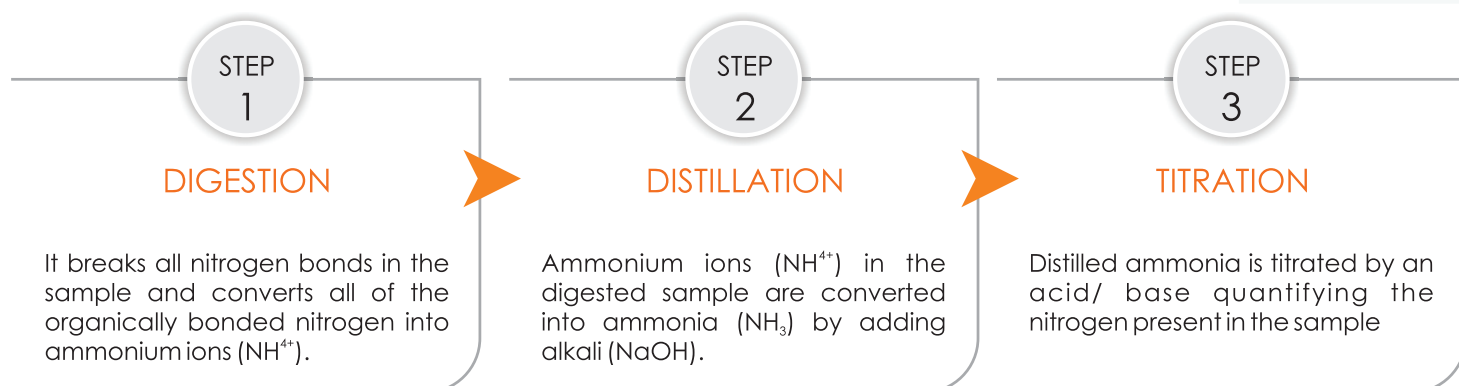 STEP
1
DIGESTION
It breaks all nitrogen bonds in the
sample and converts all of the
organically bonded nitrogen into
ammonium ions (NH⁴⁺).
STEP
2
DISTILLATION
Ammonium ions (NH⁴⁺) in the
digested sample are converted
into ammonia (NH₃) by adding
alkali (NaOH).
STEP
3
TITRATION
Distilled ammonia is titrated by an
acid/ base quantifying the
nitrogen present in the sample